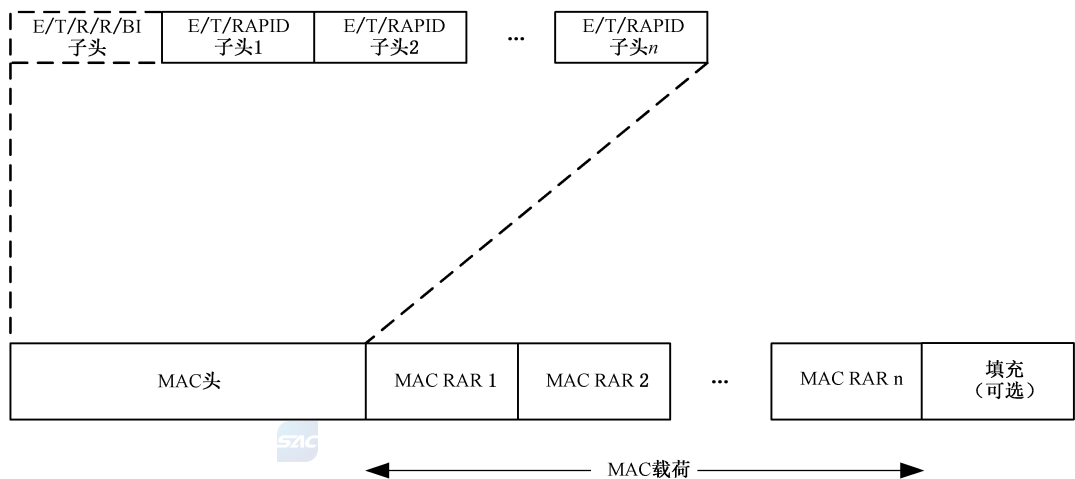 E/T/R/R/BI
子头
E/T/RAPID
子头1
E/T/RAPID
子头2
...
E/T/RAPID
子头n
MAC头
MAC RAR 1
MAC RAR 2
...
MAC RAR n
填充
（可选）
SAC
MAC载荷